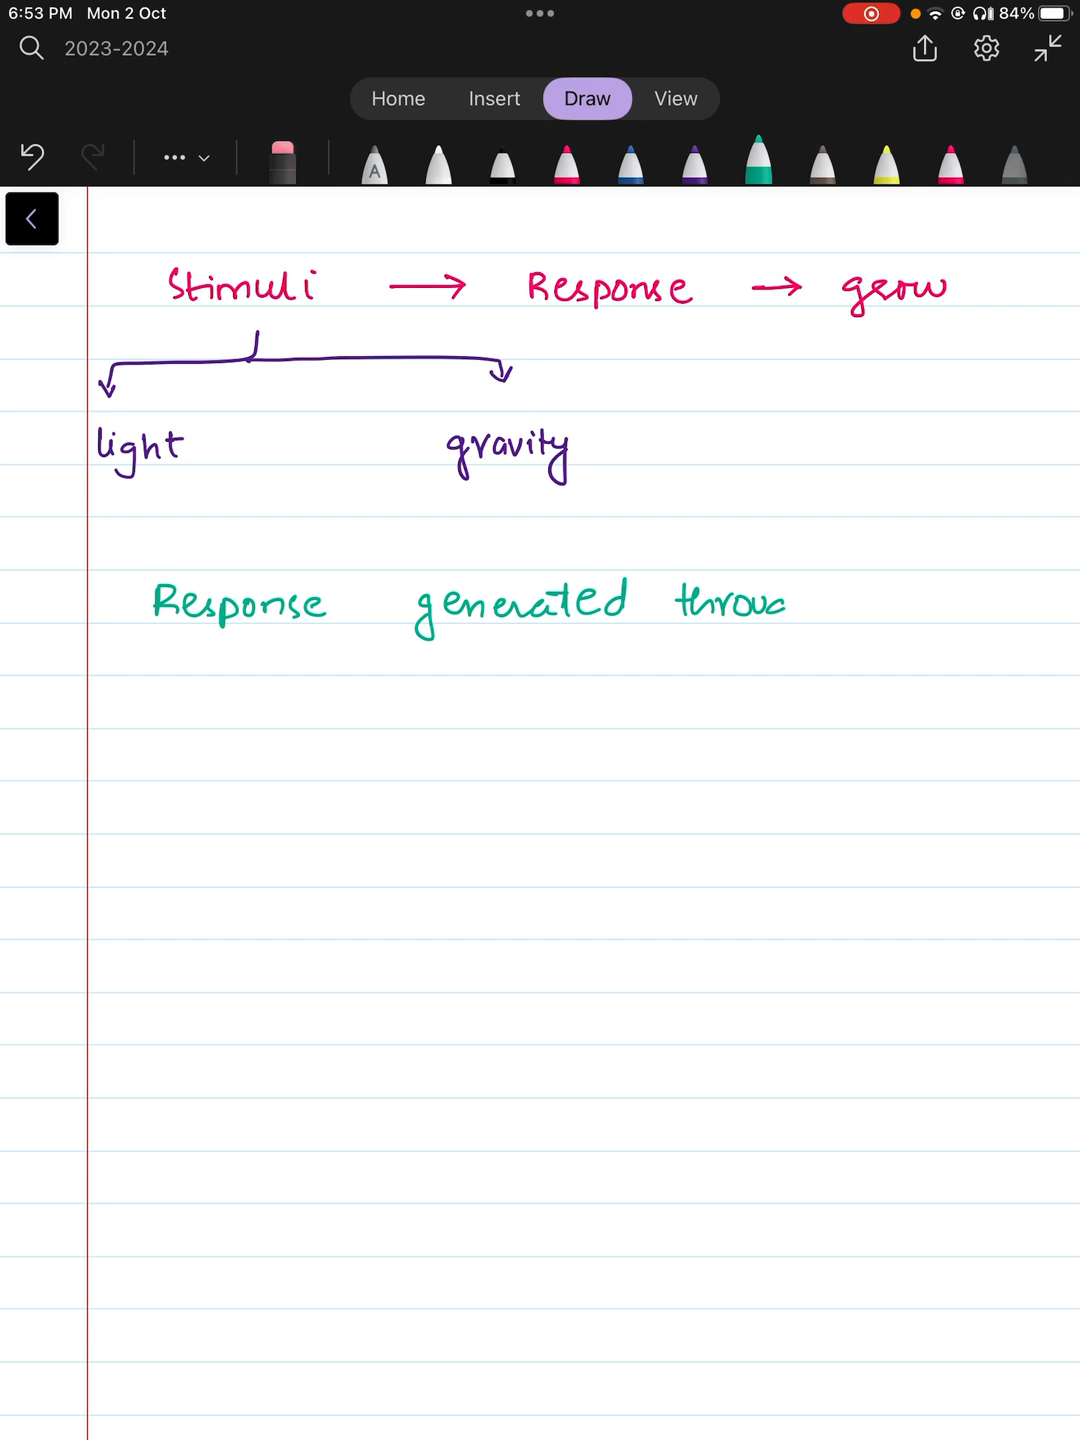 6:53 PM Mon 2 Oct 84%
2023-2024
Home Insert Draw View
A
Stimuli → Response → grow
light gravity
Response generated throuc